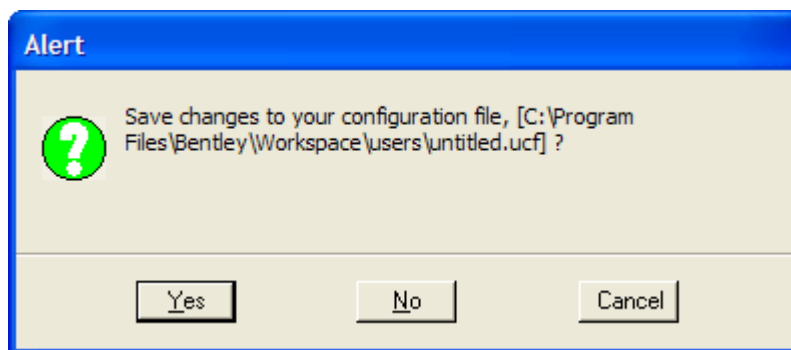 Alert
Save changes to your configuration file, [C:\Program
Files\Bentley\Workspace\users\untitled.ucf] ?
Yes
No
Cancel